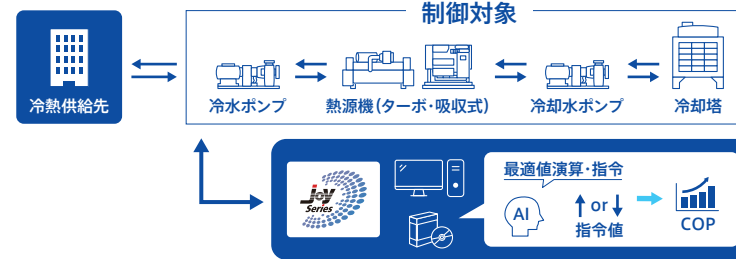 制御対象
冷熱供給先
冷水ポンプ
熱源機(ターボ・吸収式)
冷却水ポンプ
冷却塔
joy
Series
最適値演算・指令
AI
↑ or ↓
指令値
COP